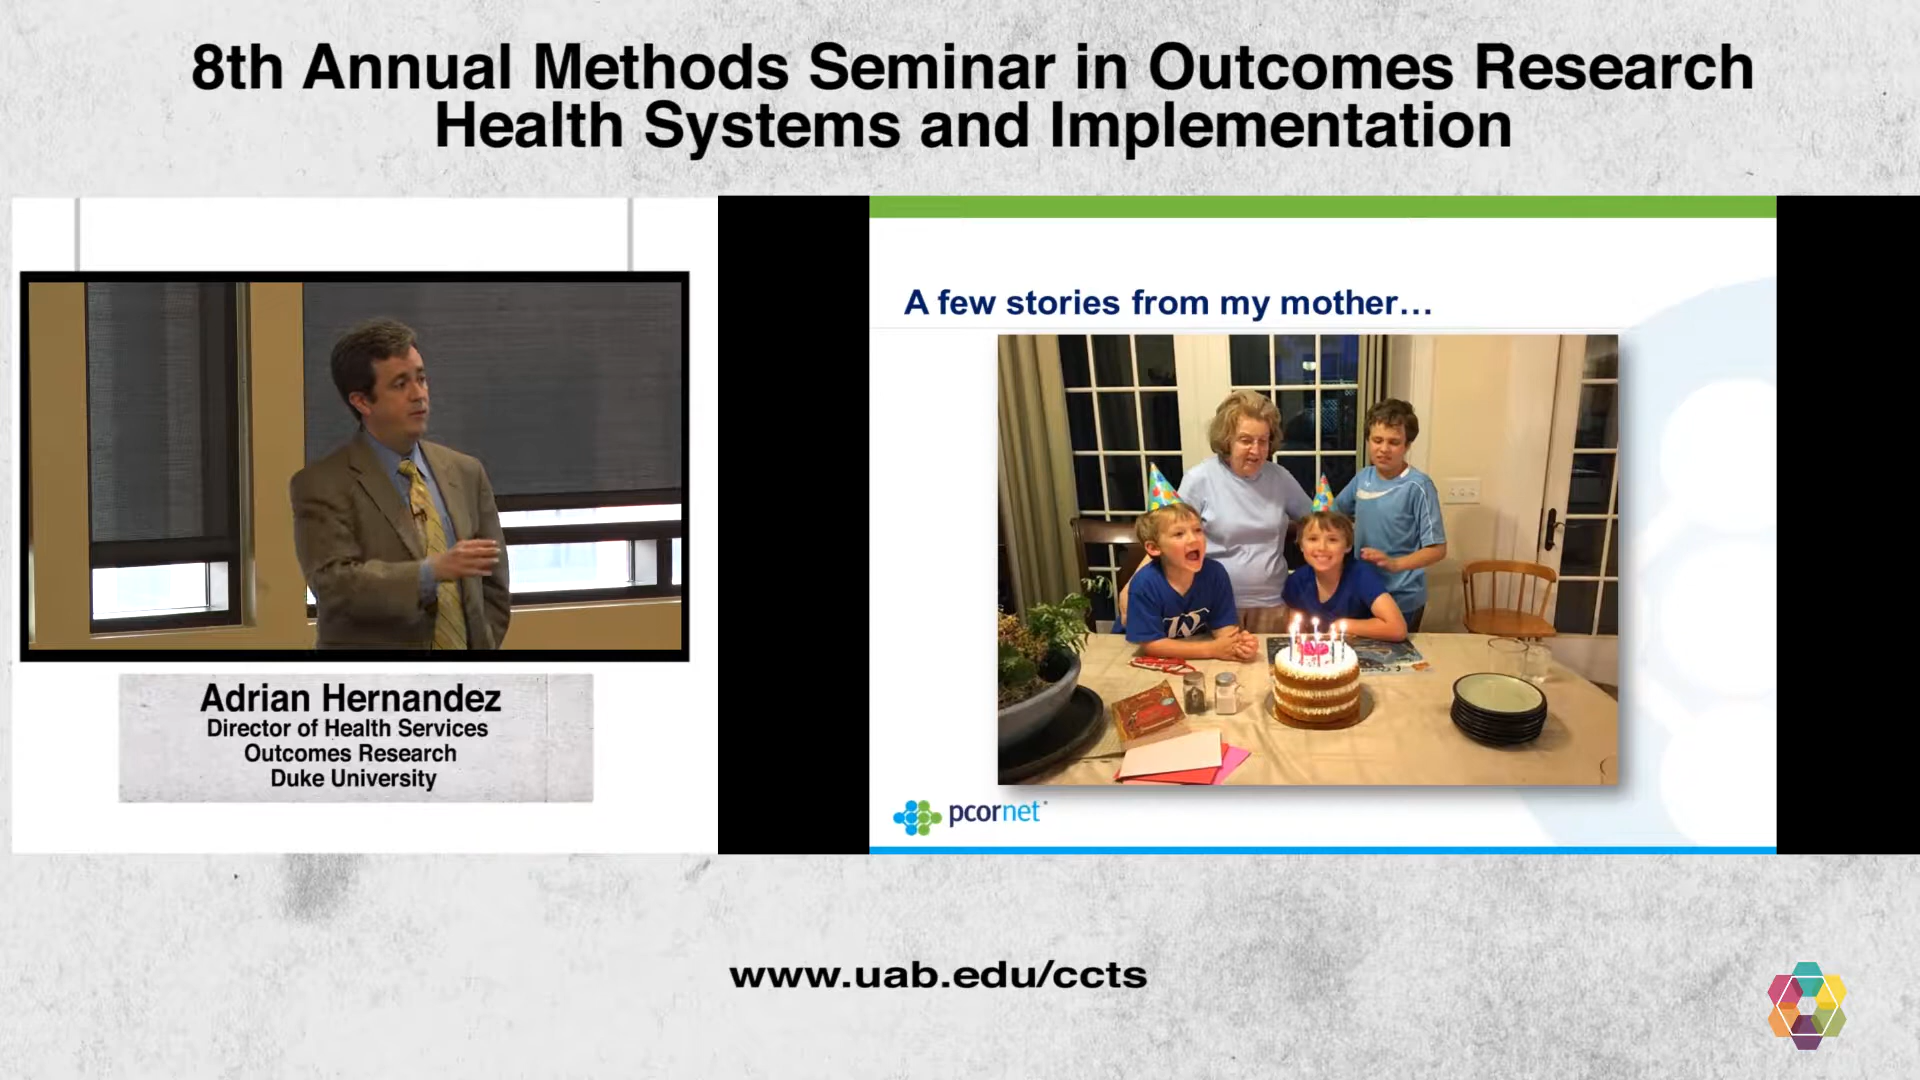 8th Annual Methods Seminar in Outcomes Research
Health Systems and Implementation
A few stories from my mother…
Adrian Hernandez
Director of Health Services
Outcomes Research
Duke University
pcornet
www.uab.edu/ccts